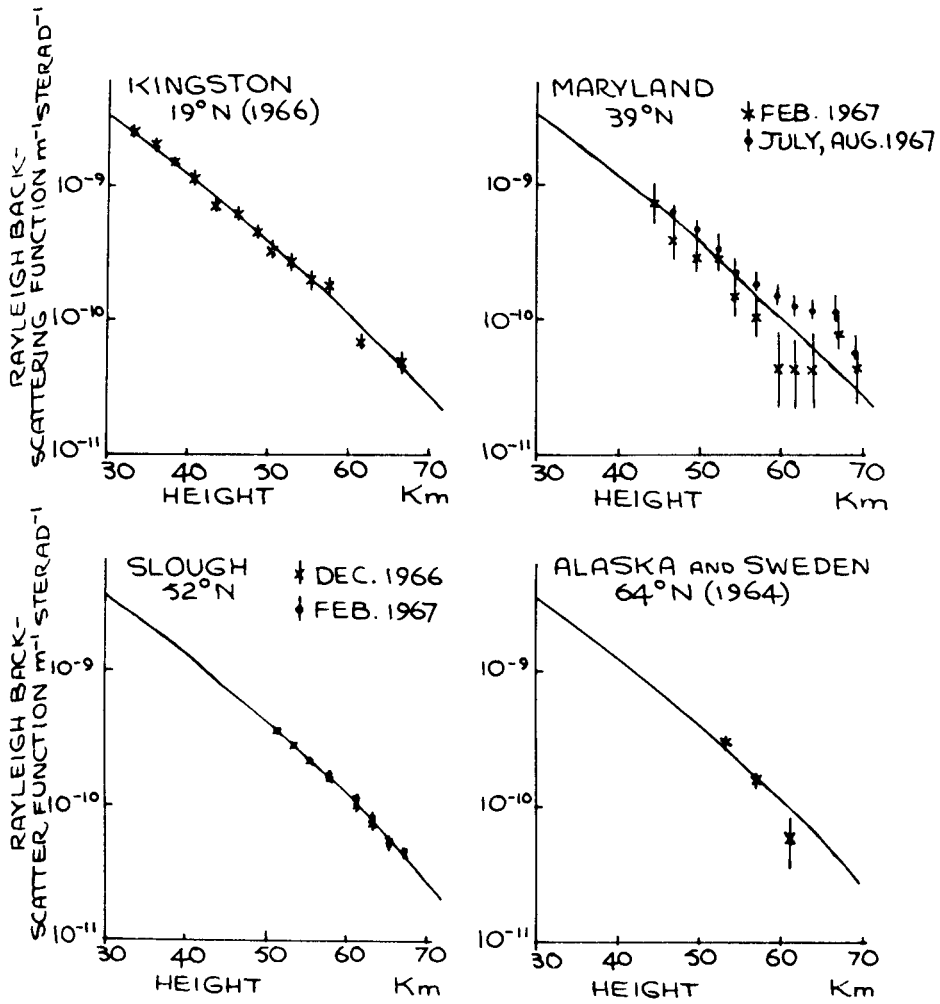 RAYLEIGH BACK-
SCATTERING FUNCTION m⁻¹STERAD⁻¹
KINGSTON
19°N (1966)
10⁻⁹
10⁻¹⁰
10⁻¹¹
30 40 50 60 70
HEIGHT Km
MARYLAND
39°N
FEB. 1967
JULY, AUG. 1967
10⁻⁹
10⁻¹⁰
10⁻¹¹
30 40 50 60 70
HEIGHT Km
RAYLEIGH BACK-
SCATTER FUNCTION m⁻¹ STERAD⁻¹
SLOUGH
52°N
DEC. 1966
FEB. 1967
10⁻⁹
10⁻¹⁰
10⁻¹¹
30 40 50 60 70
HEIGHT Km
ALASKA AND SWEDEN
64°N (1964)
10⁻⁹
10⁻¹⁰
10⁻¹¹
30 40 50 60 70
HEIGHT Km